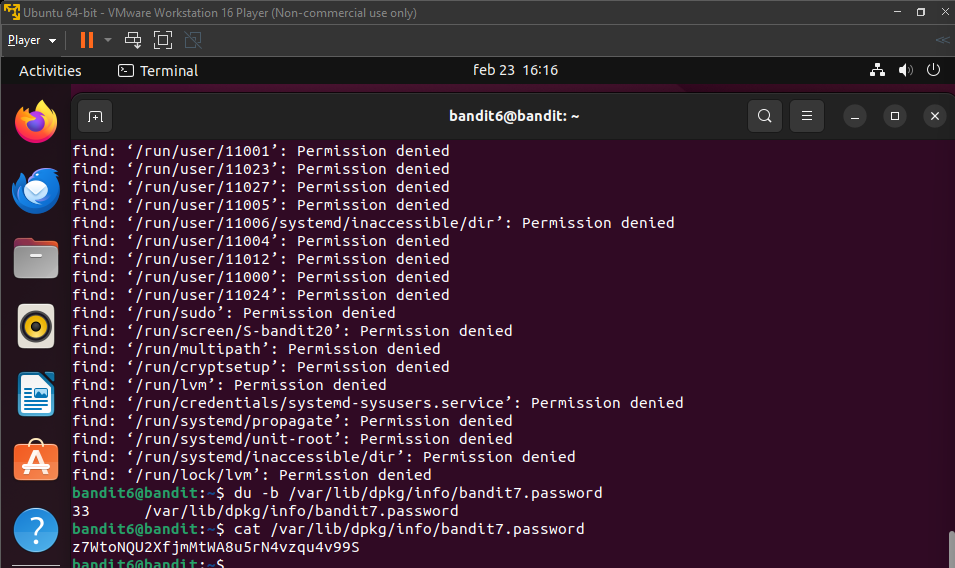 Ubuntu 64-bit - VMware Workstation 16 Player (Non-commercial use only)
Player
Activities
Terminal
feb 23 16:16
bandit6@bandit: ~
find: ‘/run/user/11001’: Permission denied
find: ‘/run/user/11023’: Permission denied
find: ‘/run/user/11027’: Permission denied
find: ‘/run/user/11005’: Permission denied
find: ‘/run/user/11006/systemd/inaccessible/dir’: Permission denied
find: ‘/run/user/11004’: Permission denied
find: ‘/run/user/11012’: Permission denied
find: ‘/run/user/11000’: Permission denied
find: ‘/run/user/11024’: Permission denied
find: ‘/run/sudo’: Permission denied
find: ‘/run/screen/S-bandit20’: Permission denied
find: ‘/run/multipath’: Permission denied
find: ‘/run/cryptsetup’: Permission denied
find: ‘/run/lvm’: Permission denied
find: ‘/run/credentials/systemd-sysusers.service’: Permission denied
find: ‘/run/systemd/propagate’: Permission denied
find: ‘/run/systemd/unit-root’: Permission denied
find: ‘/run/systemd/inaccessible/dir’: Permission denied
find: ‘/run/lock/lvm’: Permission denied
bandit6@bandit:~$ du -b /var/lib/dpkg/info/bandit7.password
33 /var/lib/dpkg/info/bandit7.password
bandit6@bandit:~$ cat /var/lib/dpkg/info/bandit7.password
z7WtoNQU2XfjmMtWA8u5rN4vzqu4v99S
bandit6@bandit:~$